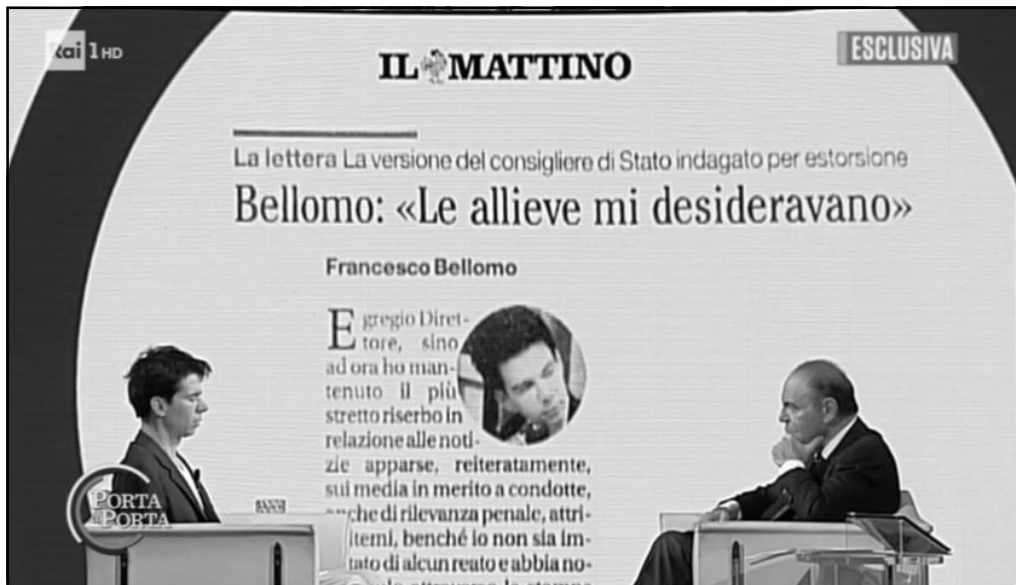 Rai 1 HD
IL MATTINO
ESCLUSIVA
La lettera La versione del consigliere di Stato indagato per estorsione
Bellomo: «Le allieve mi desideravano»
Francesco Bellomo
Egregio Diret-
tore, sino
ad ora ho man-
tenuto il più
stretto riserbo in
relazione alle noti-
zie apparse, reiteratamente,
sui media in merito a condotte,
anche di rilevanza penale, attri-
benché io non sia im-
di alcun reato e abbia no-
PORTA
PORTA